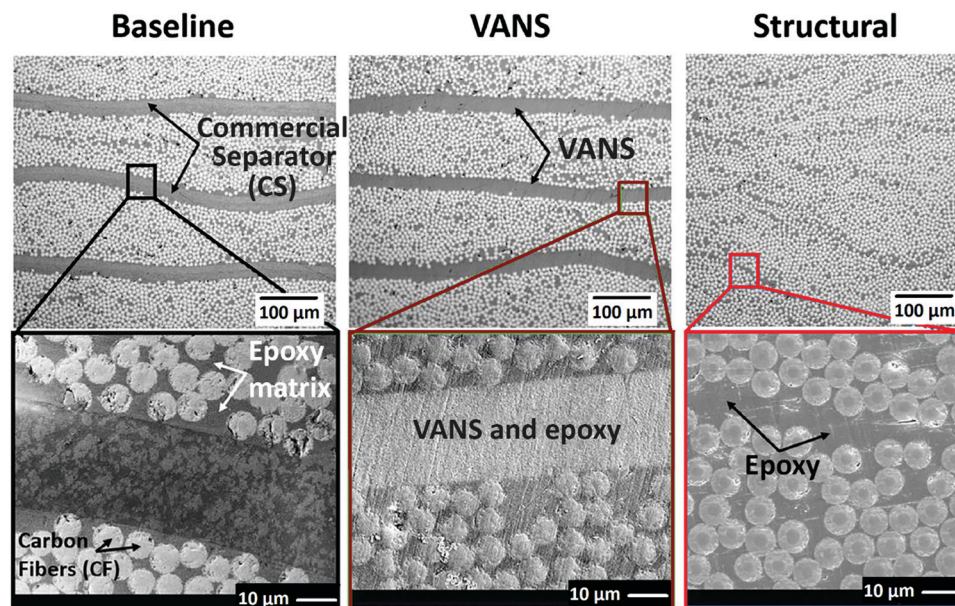 Baseline
VANS
Structural
Commercial
Separator
(CS)
VANS
100 µm
100 µm
100 µm
Epoxy
matrix
Carbon
Fibers (CF)
10 µm
VANS and epoxy
10 µm
Epoxy
10 µm